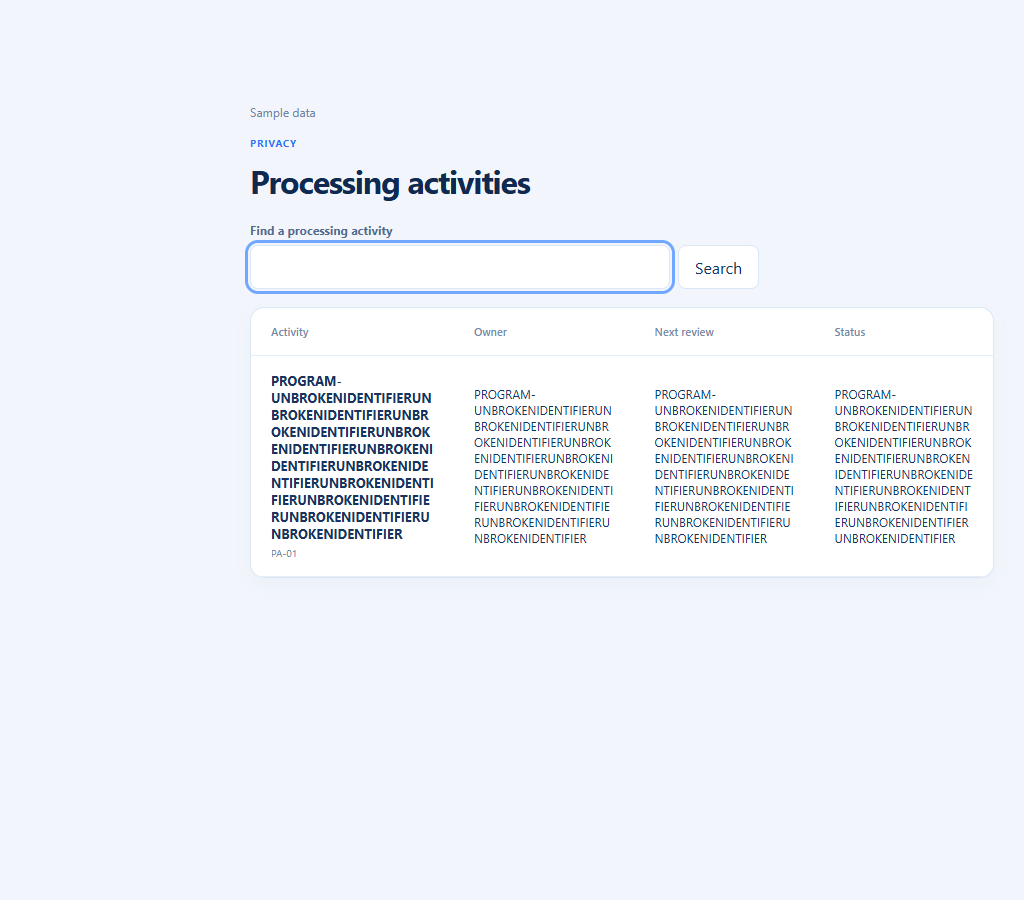 Sample data
PRIVACY
Processing activities
Find a processing activity
Search
Activity Owner Next review Status
PROGRAM-
UNBROKENIDENTIFIERUN
BROKENIDENTIFIERUNBR
OKENIDENTIFIERUNBROK
ENIDENTIFIERUNBROKENI
DENTIFIERUNBROKENIDE
NTIFIERUNBROKENIDENTI
FIERUNBROKENIDENTIFIE
RUNBROKENIDENTIFIERU
NBROKENIDENTIFIER
PA-01
PROGRAM-
UNBROKENIDENTIFIERUN
BROKENIDENTIFIERUNBR
OKENIDENTIFIERUNBROK
ENIDENTIFIERUNBROKENI
DENTIFIERUNBROKENIDE
NTIFIERUNBROKENIDENTI
FIERUNBROKENIDENTIFIE
RUNBROKENIDENTIFIERU
NBROKENIDENTIFIER
PROGRAM-
UNBROKENIDENTIFIERUN
BROKENIDENTIFIERUNBR
OKENIDENTIFIERUNBROK
ENIDENTIFIERUNBROKENI
DENTIFIERUNBROKENIDE
NTIFIERUNBROKENIDENTI
FIERUNBROKENIDENTIFIE
RUNBROKENIDENTIFIERU
NBROKENIDENTIFIER
PROGRAM-
UNBROKENIDENTIFIERUN
BROKENIDENTIFIERUNBR
OKENIDENTIFIERUNBROK
ENIDENTIFIERUNBROKEN
IDENTIFIERUNBROKENIDE
NTIFIERUNBROKENIDENT
IFIERUNBROKENIDENTIFI
ERUNBROKENIDENTIFIER
UNBROKENIDENTIFIER